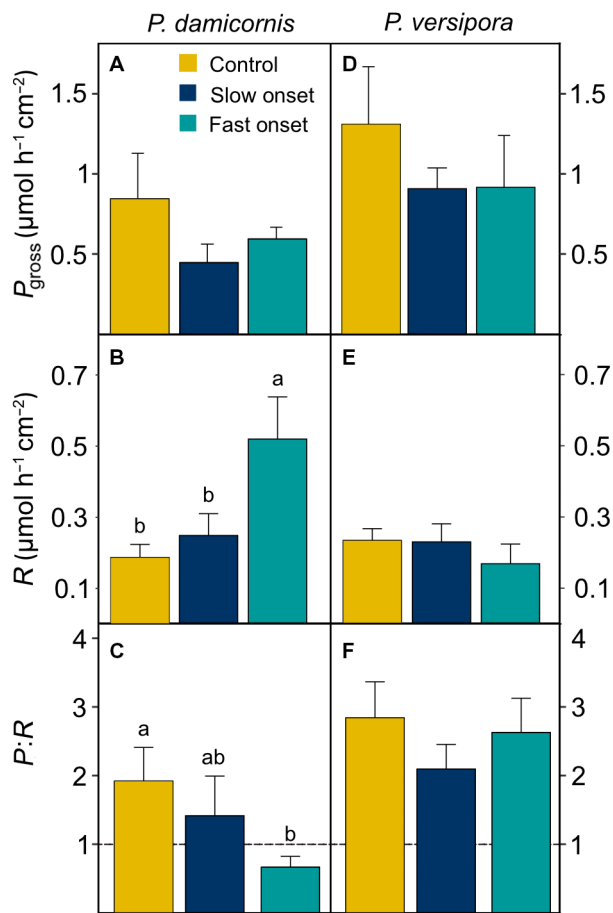 P. damicornis P. versipora
A
Control
Slow onset
Fast onset
D
1.5
1
0.5
1.5
1
0.5
Pgross (μmol h−1 cm−2)
B
a
b
b
E
0.7
0.5
0.3
0.1
0.7
0.5
0.3
0.1
R (μmol h−1 cm−2)
C
a
ab
b
F
4
3
2
1
4
3
2
1
P:R